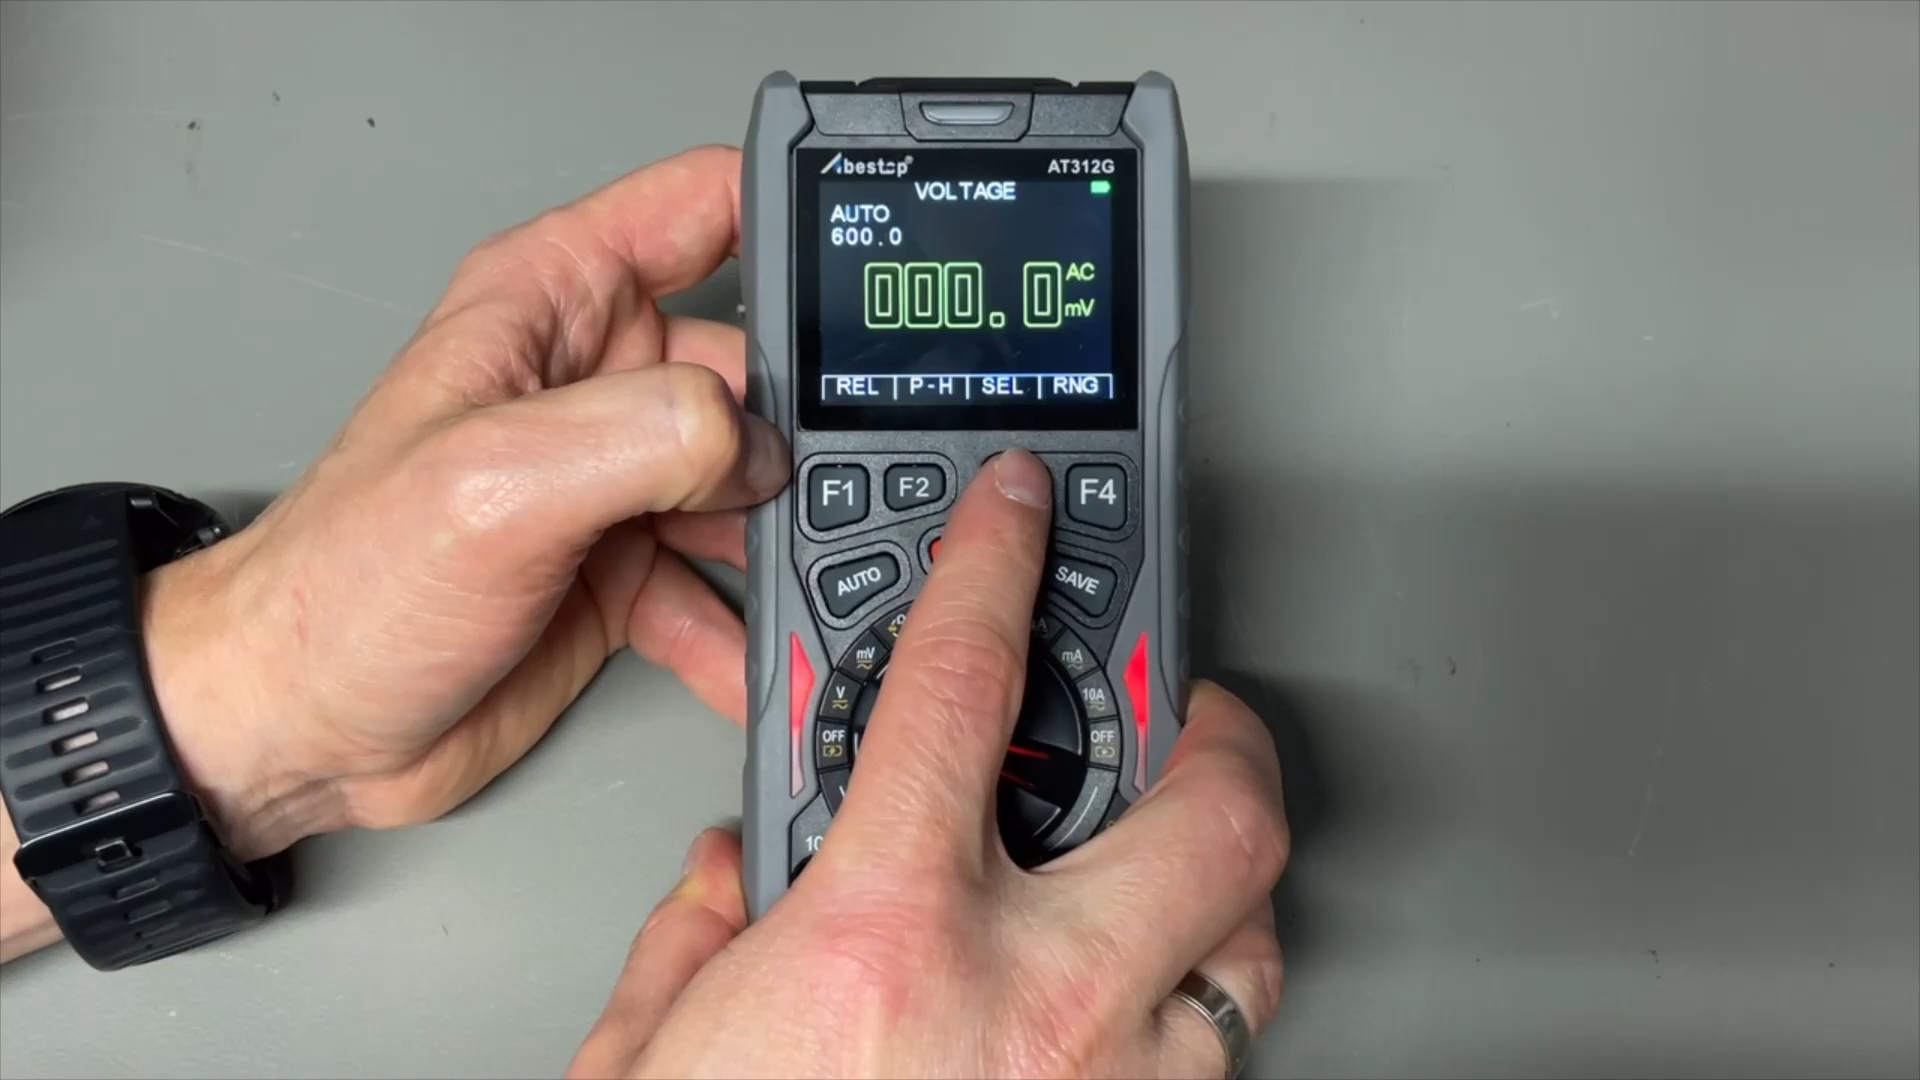 Abestop® AT312G
VOLTAGE
AUTO
600.0
000.0 AC
mV
REL P-H SEL RNG
F1 F2 F4
AUTO SAVE
mV mA
V 10A
OFF OFF